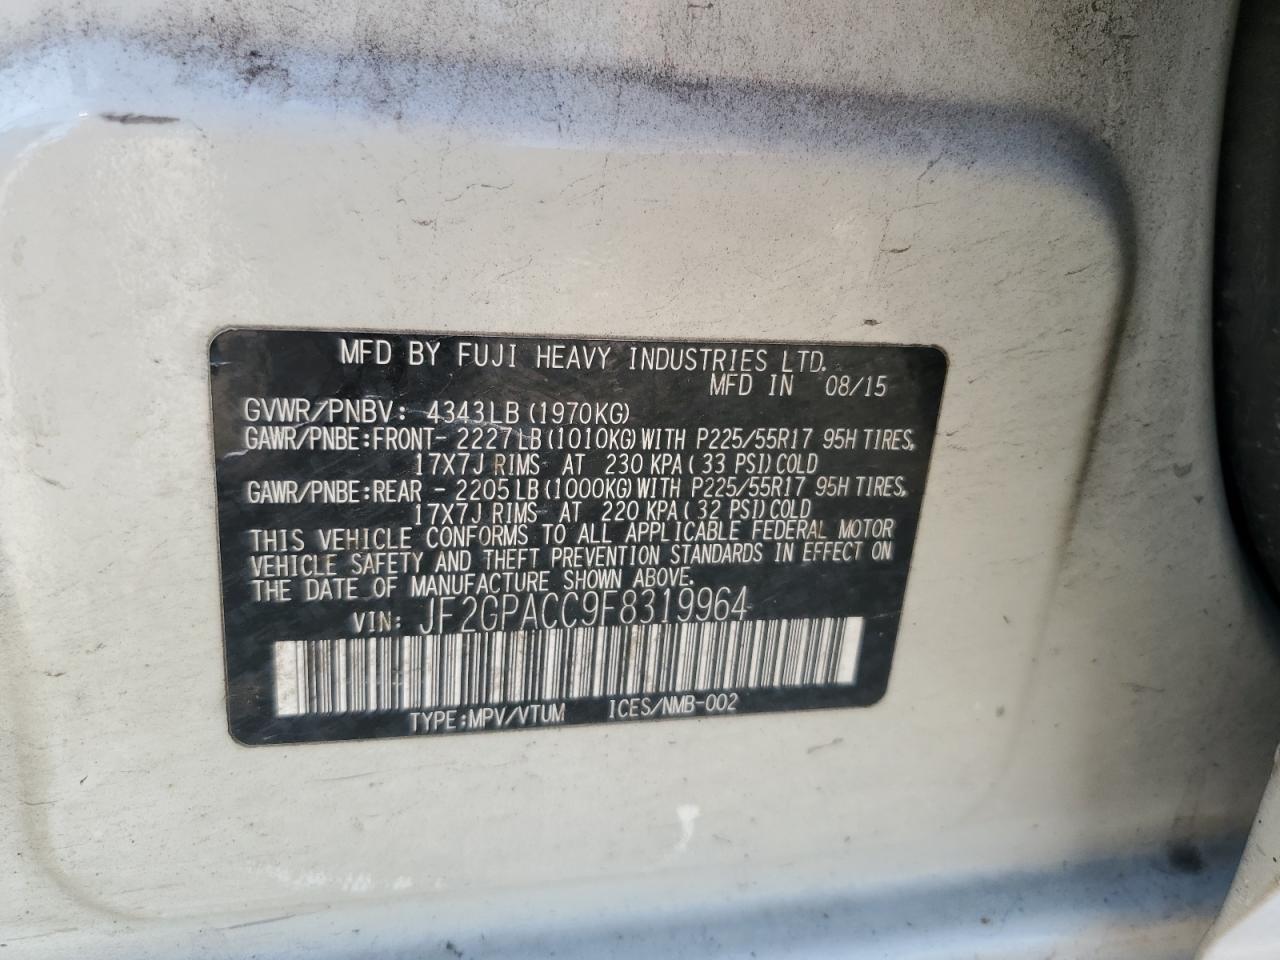 MFD BY FUJI HEAVY INDUSTRIES LTD.
MFD IN 08/15
GVWR/PNBV: 4343LB (1970KG)
GAWR/PNBE:FRONT- 2227LB (1010KG) WITH P225/55R17 95H TIRES,
17X7J RIMS AT 230 KPA (33 PSI) COLD
GAWR/PNBE:REAR - 2205LB (1000KG) WITH P225/55R17 95H TIRES,
17X7J RIMS AT 220 KPA (32 PSI) COLD
THIS VEHICLE CONFORMS TO ALL APPLICABLE FEDERAL MOTOR
VEHICLE SAFETY AND THEFT PREVENTION STANDARDS IN EFFECT ON
THE DATE OF MANUFACTURE SHOWN ABOVE.
VIN: JF2GPACC9F8319964
TYPE:MPV/VTUM ICES/NMB-002